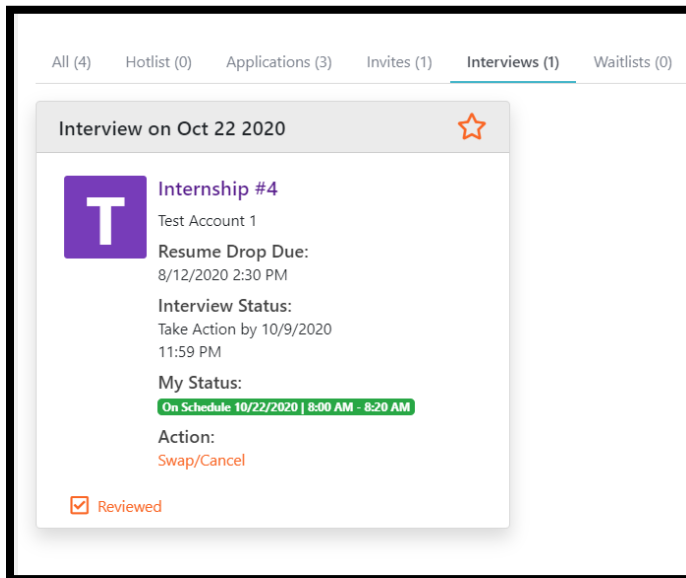 All (4) Hotlist (0) Applications (3) Invites (1) Interviews (1) Waitlists (0)
Interview on Oct 22 2020
T
Internship #4
Test Account 1
Resume Drop Due:
8/12/2020 2:30 PM
Interview Status:
Take Action by 10/9/2020
11:59 PM
My Status:
On Schedule 10/22/2020 | 8:00 AM - 8:20 AM
Action:
Swap/Cancel
Reviewed